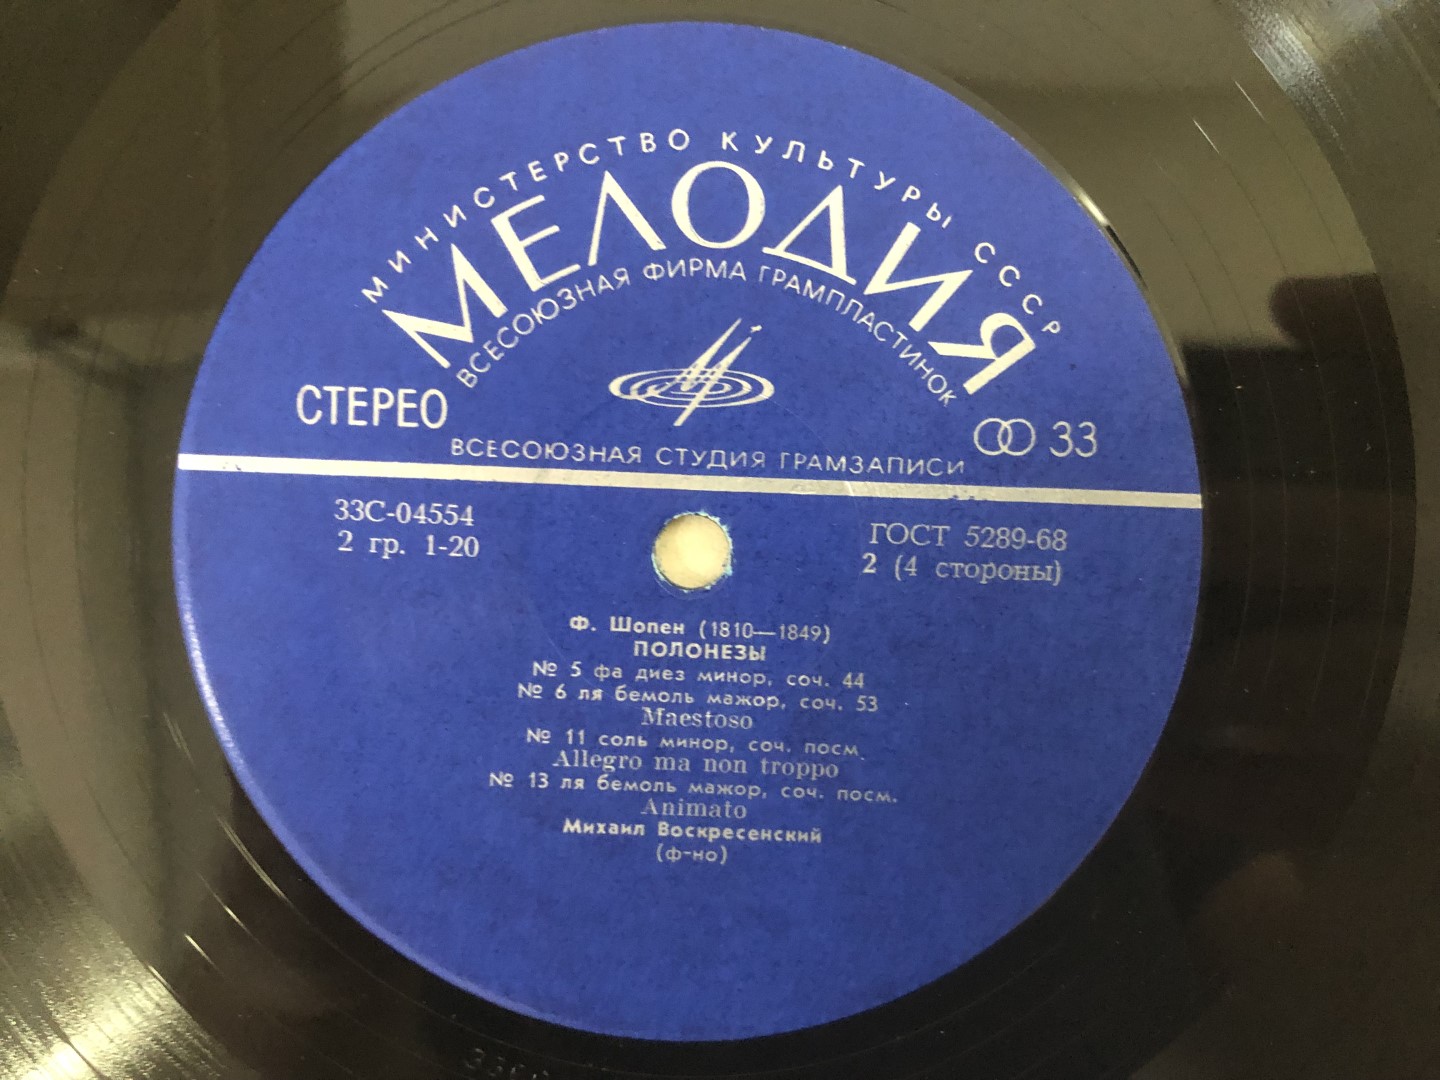 МИНИСТЕРСТВО КУЛЬТУРЫ СССР
МЕЛОДИЯ
ВСЕСОЮЗНАЯ ФИРМА ГРАМПЛАСТИНОК
СТЕРЕО
33
ВСЕСОЮЗНАЯ СТУДИЯ ГРАМЗАПИСИ
33С-04554
2 гр. 1-20
ГОСТ 5289-68
2 (4 стороны)
Ф. Шопен (1810—1849)
ПОЛОНЕЗЫ
№ 5 фа диез минор, соч. 44
№ 6 ля бемоль мажор, соч. 53
Maestoso
№ 11 соль минор, соч. посм.
Allegro ma non troppo
№ 13 ля бемоль мажор, соч. посм.
Animato
Михаил Воскресенский
(ф-но)